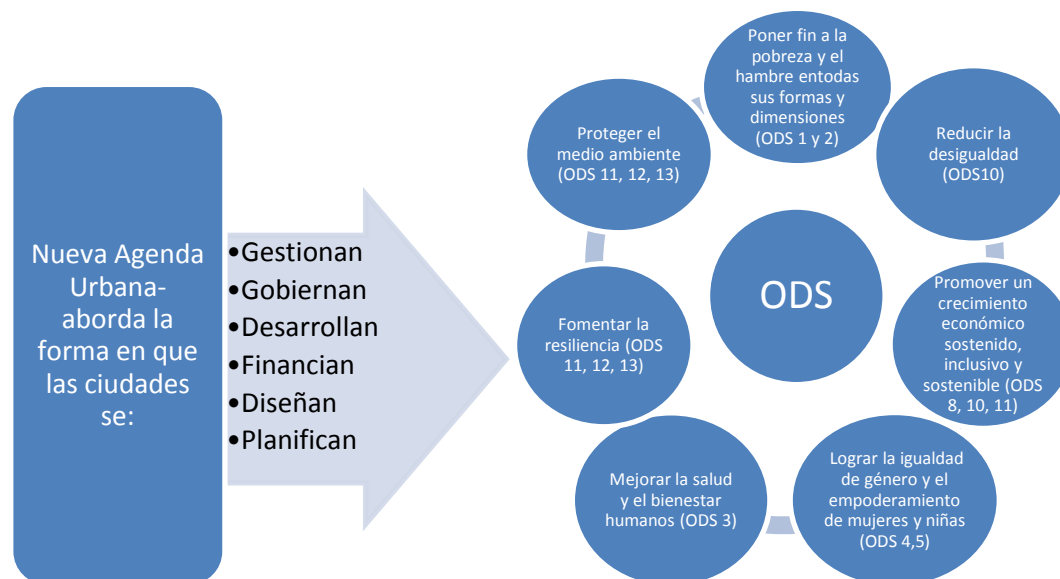 Nueva Agenda
Urbana-
aborda la
forma en que
las ciudades
se:
•Gestionan
•Gobiernan
•Desarrollan
•Financian
•Diseñan
•Planifican
ODS
Poner fin a la
pobreza y el
hambre entodas
sus formas y
dimensiones
(ODS 1 y 2)
Reducir la
desigualdad
(ODS10)
Promover un
crecimiento
económico
sostenido,
inclusivo y
sostenible (ODS
8, 10, 11)
Lograr la igualdad
de género y el
empoderamiento
de mujeres y niñas
(ODS 4,5)
Mejorar la salud
y el bienestar
humanos (ODS 3)
Fomentar la
resiliencia (ODS
11, 12, 13)
Proteger el
medio ambiente
(ODS 11, 12, 13)